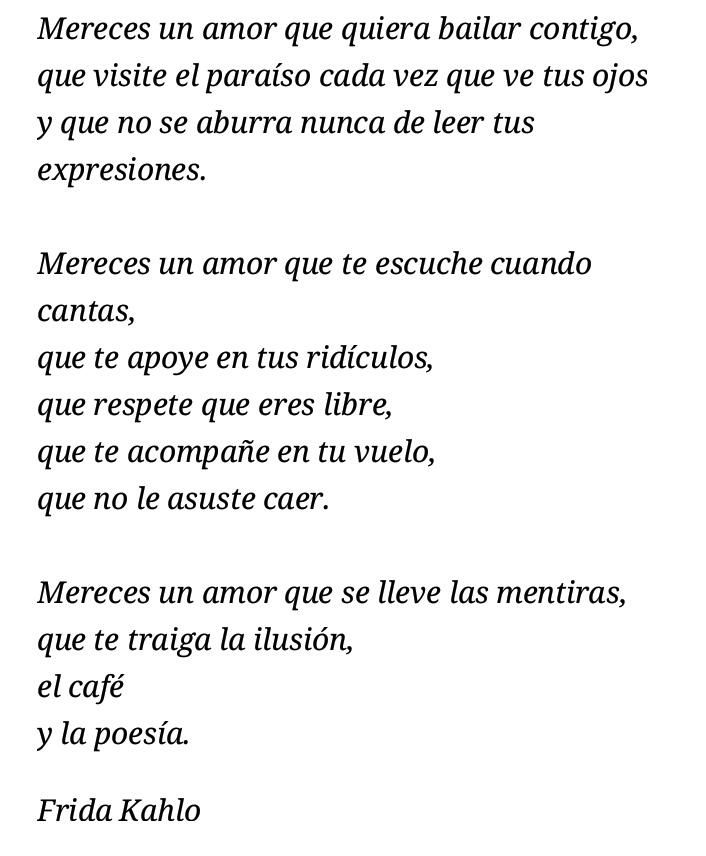 Mereces un amor que quiera bailar contigo,
que visite el paraíso cada vez que ve tus ojos
y que no se aburra nunca de leer tus
expresiones.
Mereces un amor que te escuche cuando
cantas,
que te apoye en tus ridículos,
que respete que eres libre,
que te acompañe en tu vuelo,
que no le asuste caer.
Mereces un amor que se lleve las mentiras,
que te traiga la ilusión,
el café
y la poesía.
Frida Kahlo